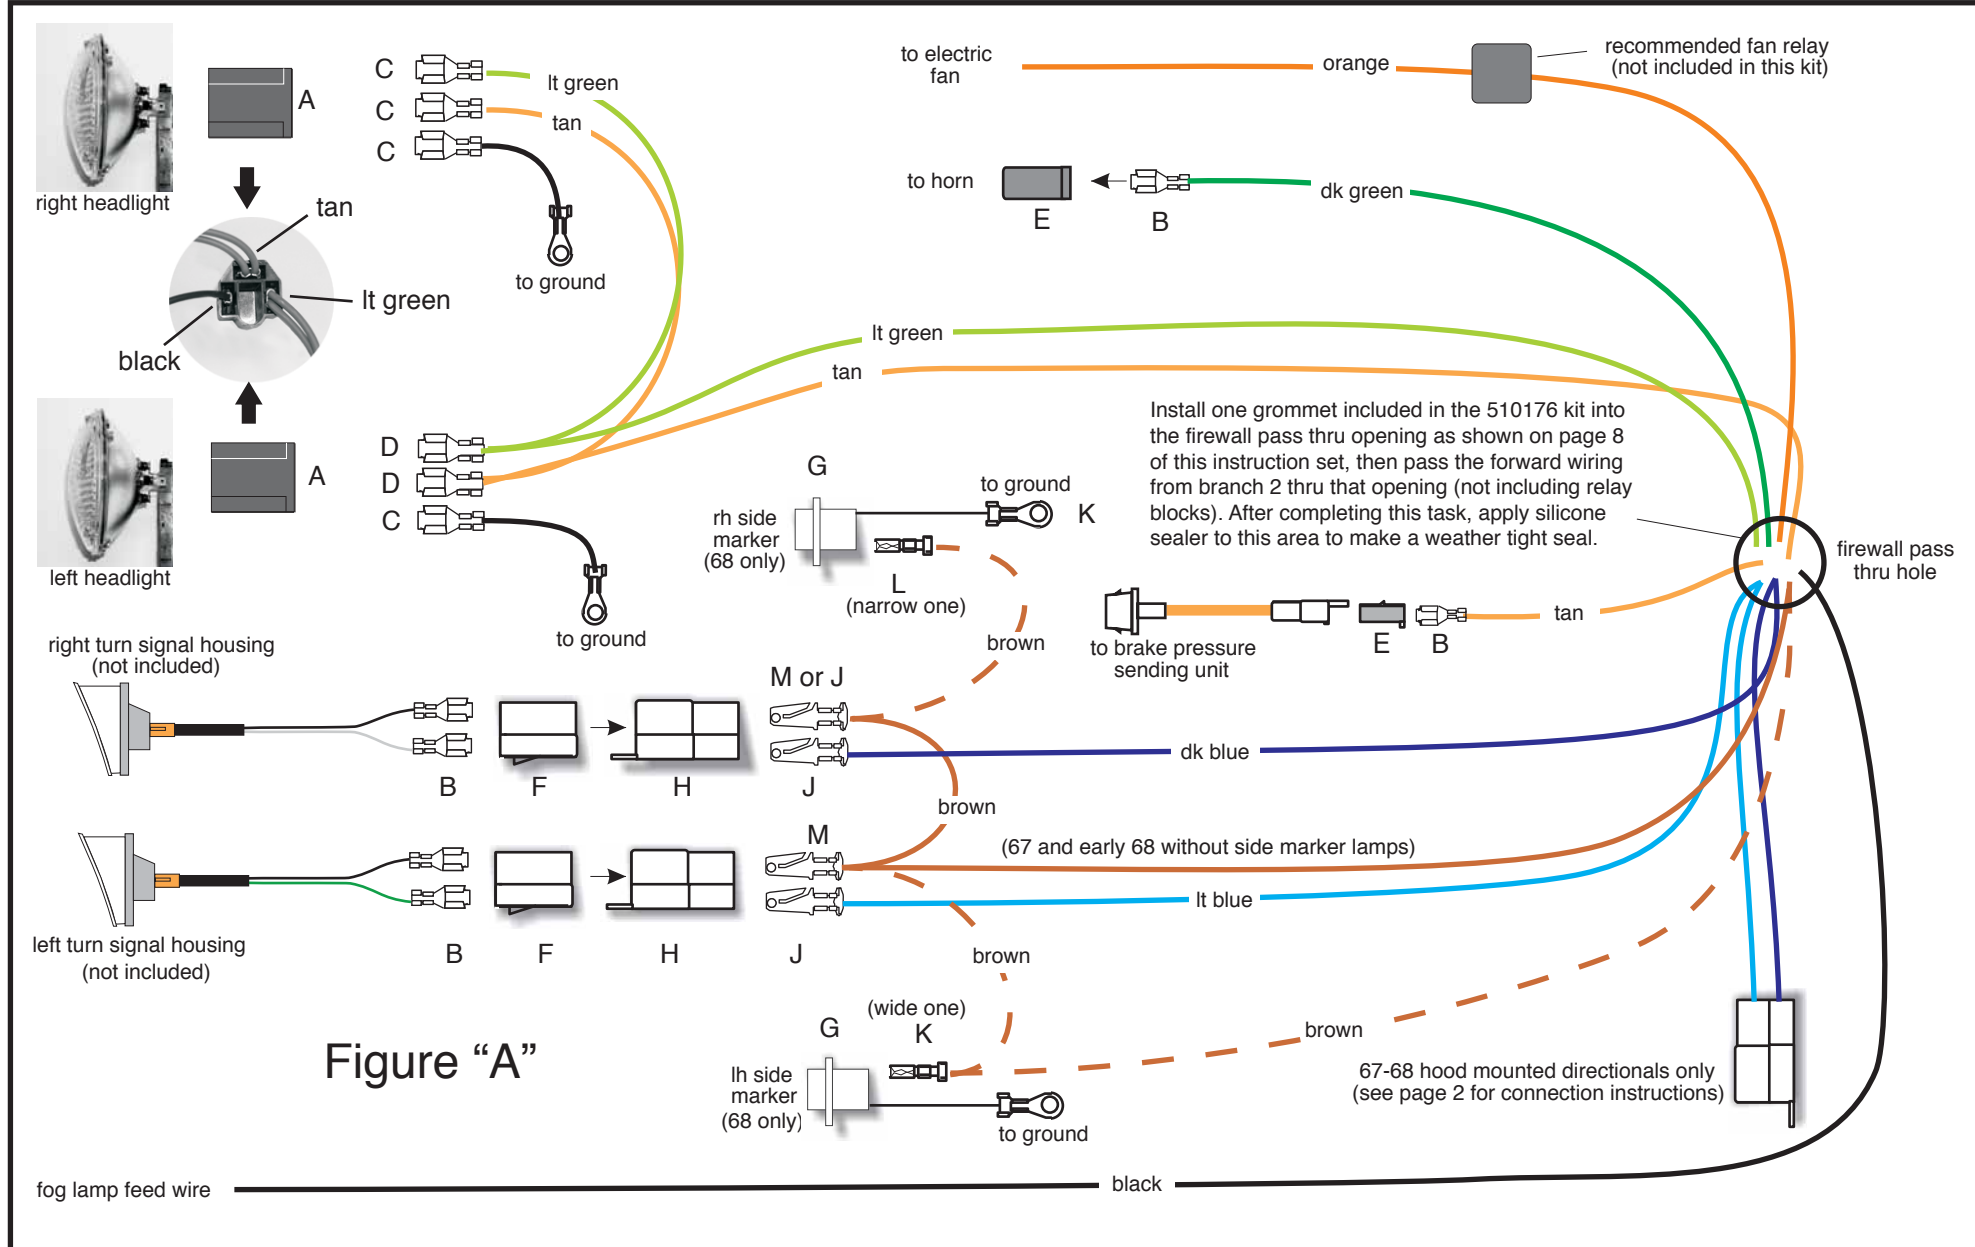 right headlight
A
C
C
C
lt green
tan
to ground
tan
lt green
black
left headlight
A
D
D
C
to ground
to electric
fan
orange
recommended fan relay
(not included in this kit)
to horn
E
B
dk green
lt green
tan
Install one grommet included in the 510176 kit into
the firewall pass thru opening as shown on page 8
of this instruction set, then pass the forward wiring
from branch 2 thru that opening (not including relay
blocks). After completing this task, apply silicone
sealer to this area to make a weather tight seal.
firewall pass
thru hole
G
rh side
marker
(68 only)
to ground
K
L
(narrow one)
brown
to brake pressure
sending unit
E
B
tan
right turn signal housing
(not included)
B
F
H
M or J
J
dk blue
brown
left turn signal housing
(not included)
B
F
H
M
J
(67 and early 68 without side marker lamps)
lt blue
brown
(wide one)
K
G
lh side
marker
(68 only)
to ground
brown
67-68 hood mounted directionals only
(see page 2 for connection instructions)
Figure “A”
fog lamp feed wire
black